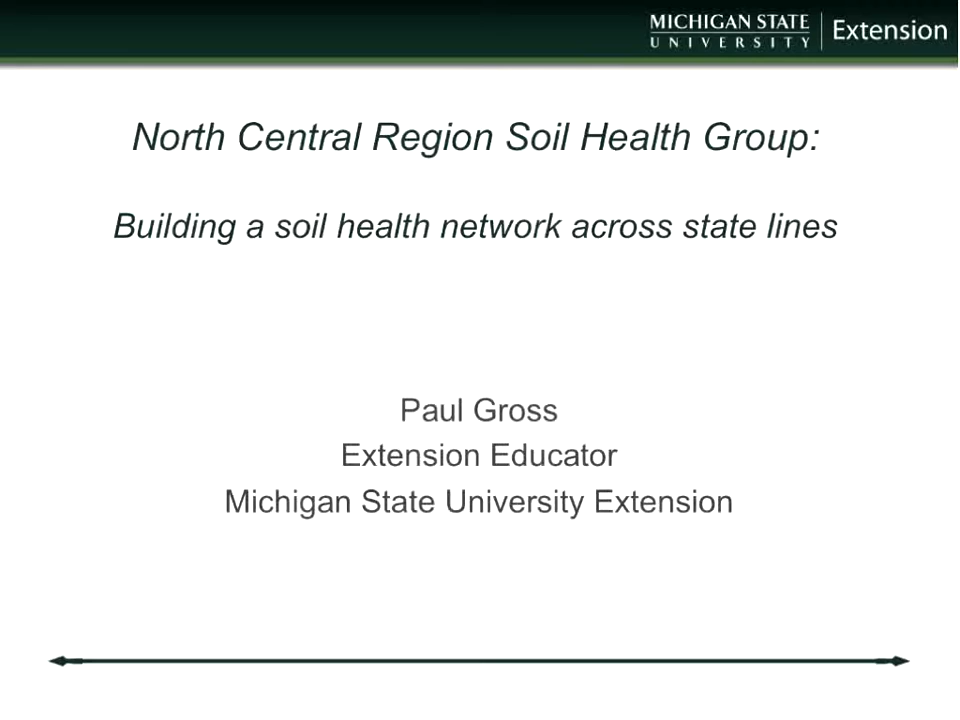 MICHIGAN STATE
UNIVERSITY
Extension
North Central Region Soil Health Group:
Building a soil health network across state lines
Paul Gross
Extension Educator
Michigan State University Extension